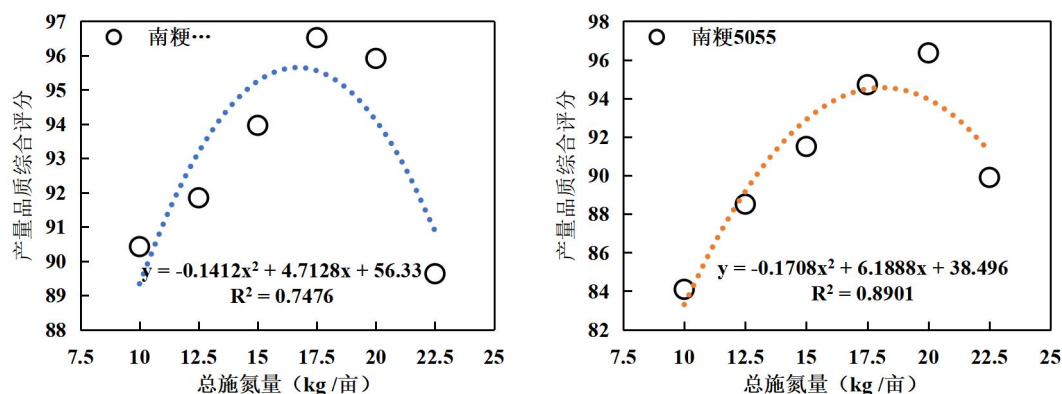 97
96
95
94
93
92
91
90
89
88
产量品质综合评分
南粳…
y = -0.1412x² + 4.7128x + 56.33
R² = 0.7476
7.5 10 12.5 15 17.5 20 22.5 25
总施氮量（kg /亩）
98
96
94
92
90
88
86
84
82
产量品质综合评分
南粳5055
y = -0.1708x² + 6.1888x + 38.496
R² = 0.8901
7.5 10 12.5 15 17.5 20 22.5 25
总施氮量（kg /亩）